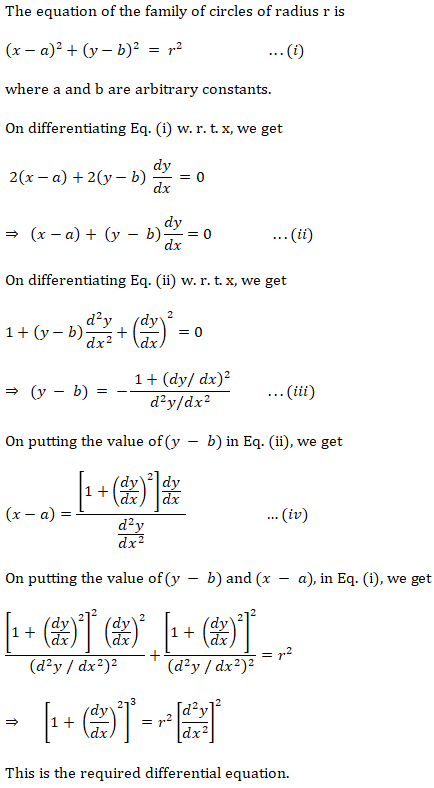 The equation of the family of circles of radius r is
(x − a)² + (y − b)² = r² ...(i)
where a and b are arbitrary constants.
On differentiating Eq. (i) w. r. t. x, we get
2(x − a) + 2(y − b) dy/dx = 0
⇒ (x − a) + (y − b) dy/dx = 0 ...(ii)
On differentiating Eq. (ii) w. r. t. x, we get
1 + (y − b) d²y/dx² + (dy/dx)² = 0
⇒ (y − b) = − (1 + (dy/ dx)²)/(d²y/dx²) ...(iii)
On putting the value of (y − b) in Eq. (ii), we get
(x − a) = ([1 + (dy/dx)²] dy/dx)/(d²y/dx²) ...(iv)
On putting the value of (y − b) and (x − a), in Eq. (i), we get
([1 + (dy/dx)²]² (dy/dx)²)/((d²y / dx²)²) + ([1 + (dy/dx)²]²)/((d²y / dx²)²) = r²
⇒ [1 + (dy/dx)²]³ = r² [d²y/dx²]²
This is the required differential equation.